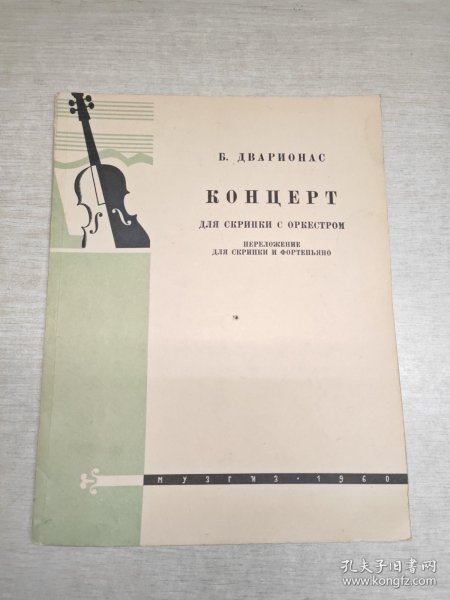 Б. ДВАРИОНАС
КОНЦЕРТ
ДЛЯ СКРИПКИ С ОРКЕСТРОМ
ПЕРЕЛОЖЕНИЕ
ДЛЯ СКРИПКИ И ФОРТЕПЬЯНО
МУЗГИЗ · 1960
孔夫子旧书网
www.kongfz.com